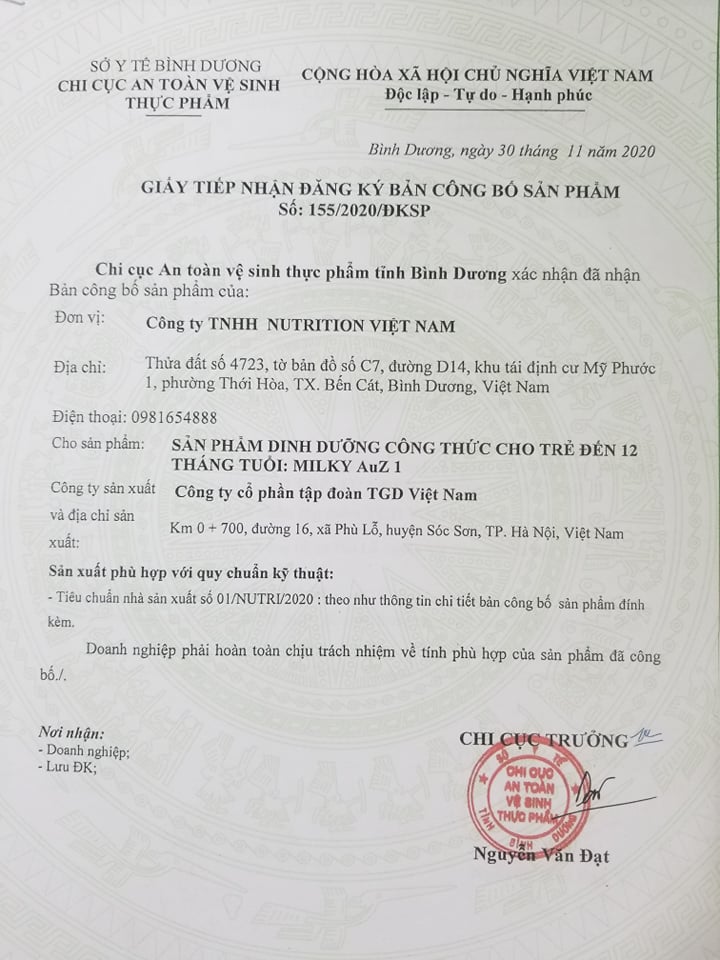 SỞ Y TẾ BÌNH DƯƠNG
CHI CỤC AN TOÀN VỆ SINH
THỰC PHẨM
CỘNG HÒA XÃ HỘI CHỦ NGHĨA VIỆT NAM
Độc lập - Tự do - Hạnh phúc
Bình Dương, ngày 30 tháng 11 năm 2020
GIẤY TIẾP NHẬN ĐĂNG KÝ BẢN CÔNG BỐ SẢN PHẨM
Số: 155/2020/ĐKSP
Chi cục An toàn vệ sinh thực phẩm tỉnh Bình Dương xác nhận đã nhận
Bản công bố sản phẩm của:
Đơn vị: Công ty TNHH NUTRITION VIỆT NAM
Địa chỉ: Thửa đất số 4723, tờ bản đồ số C7, đường D14, khu tái định cư Mỹ Phước
1, phường Thới Hòa, TX. Bến Cát, Bình Dương, Việt Nam
Điện thoại: 0981654888
Cho sản phẩm: SẢN PHẨM DINH DƯỠNG CÔNG THỨC CHO TRẺ ĐẾN 12
THÁNG TUỔI: MILKY AuZ 1
Công ty sản xuất Công ty cổ phần tập đoàn TGD Việt Nam
và địa chỉ sản
xuất: Km 0 + 700, đường 16, xã Phù Lỗ, huyện Sóc Sơn, TP. Hà Nội, Việt Nam
Sản xuất phù hợp với quy chuẩn kỹ thuật:
- Tiêu chuẩn nhà sản xuất số 01/NUTRI/2020 : theo như thông tin chi tiết bản công bố sản phẩm đính
kèm.
Doanh nghiệp phải hoàn toàn chịu trách nhiệm về tính phù hợp của sản phẩm đã công
bố./.
Nơi nhận:
- Doanh nghiệp;
- Lưu ĐK;
CHI CỤC TRƯỞNG
SỞ Y TẾ
CHI CỤC
AN TOÀN
VỆ SINH
THỰC PHẨM
TỈNH BÌNH DƯƠNG
Nguyễn Văn Đạt